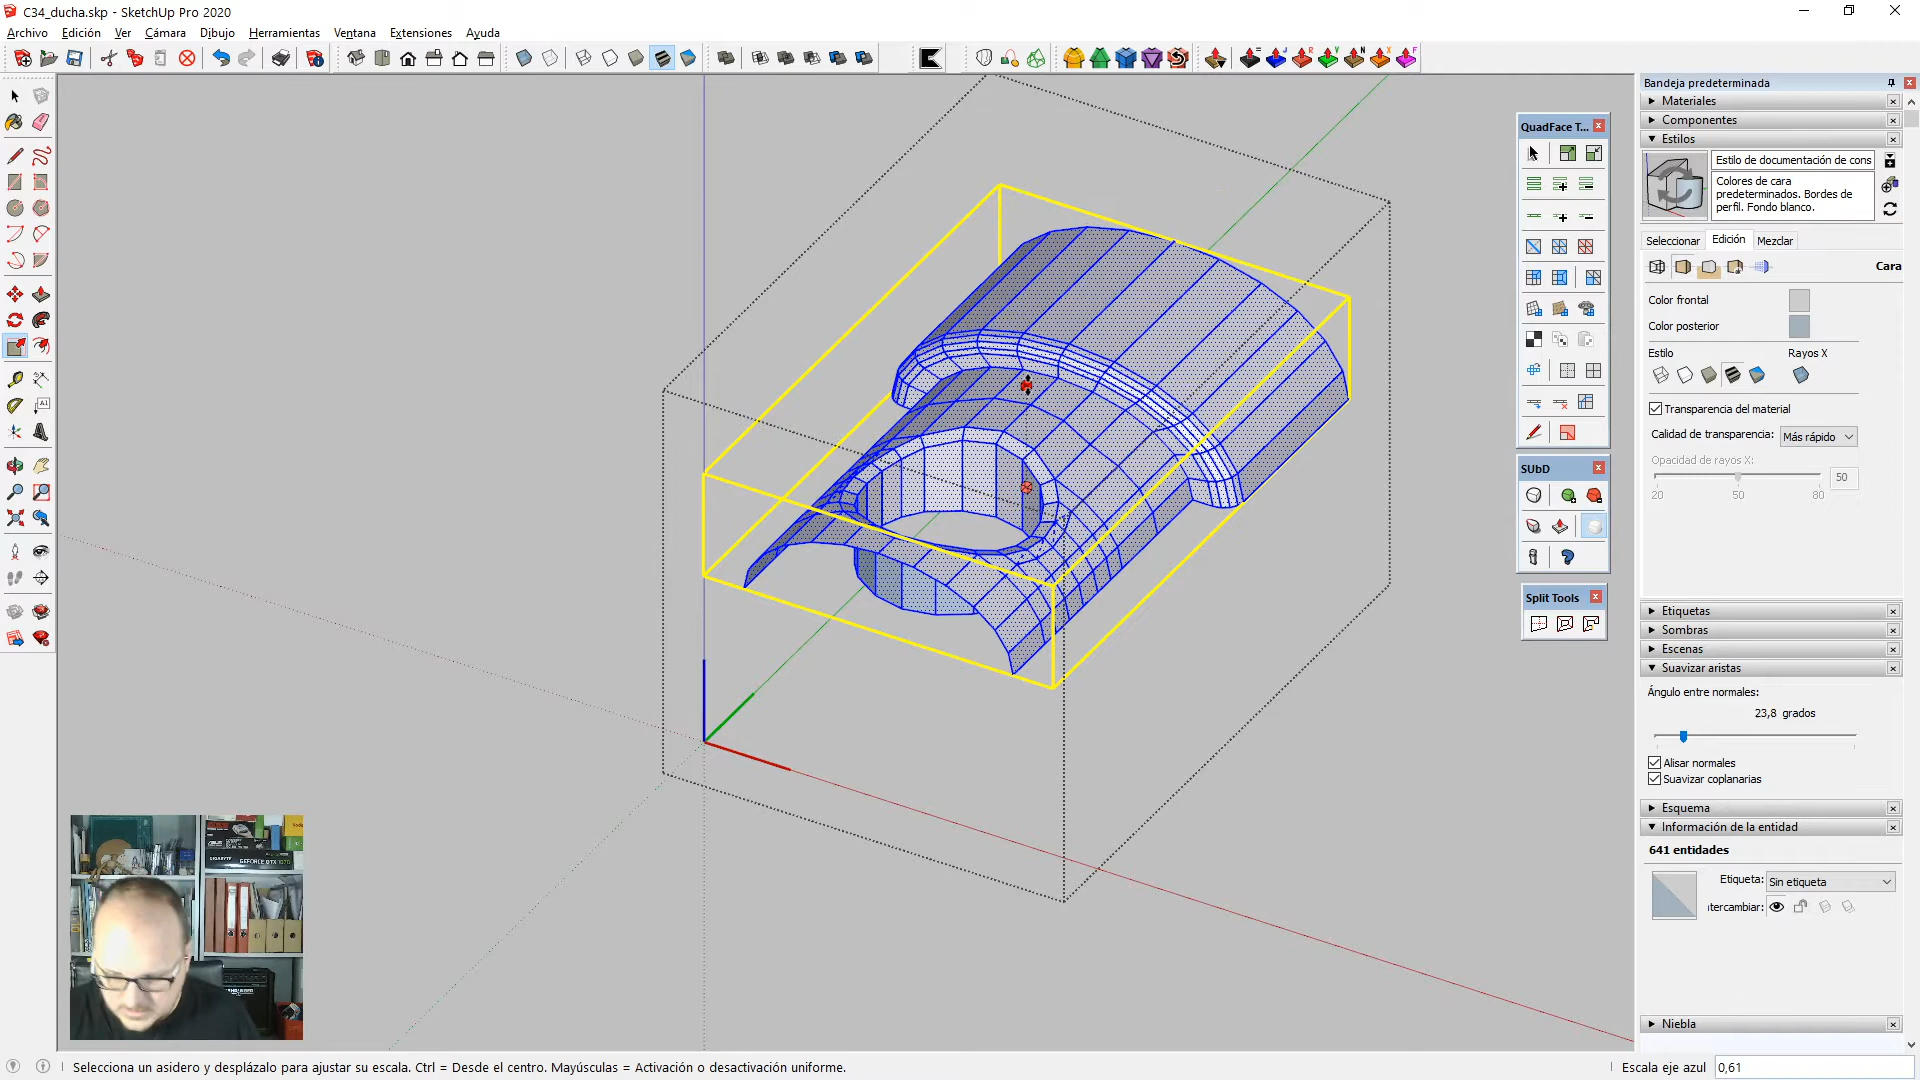 C34_ducha.skp - SketchUp Pro 2020
Archivo Edición Ver Cámara Dibujo Herramientas Ventana Extensiones Ayuda
Bandeja predeterminada
Materiales
Componentes
Estilos
Estilo de documentación de cons
Colores de cara
predeterminados. Bordes de
perfil. Fondo blanco.
Seleccionar Edición Mezclar
Cara
Color frontal
Color posterior
Estilo Rayos X
Transparencia del material
Calidad de transparencia: Más rápido
Opacidad de rayos X:
50
20 50 80
Etiquetas
Sombras
Escenas
Suavizar aristas
Ángulo entre normales:
23,8 grados
Alisar normales
Suavizar coplanarias
Esquema
Información de la entidad
641 entidades
Etiqueta: Sin etiqueta
ntercambiar:
Niebla
QuadFace T...
SUbD
Split Tools
GIGABYTE
GEFORCE GTX 1070
Selecciona un asidero y desplázalo para ajustar su escala. Ctrl = Desde el centro. Mayúsculas = Activación o desactivación uniforme.
Escala eje azul 0,61